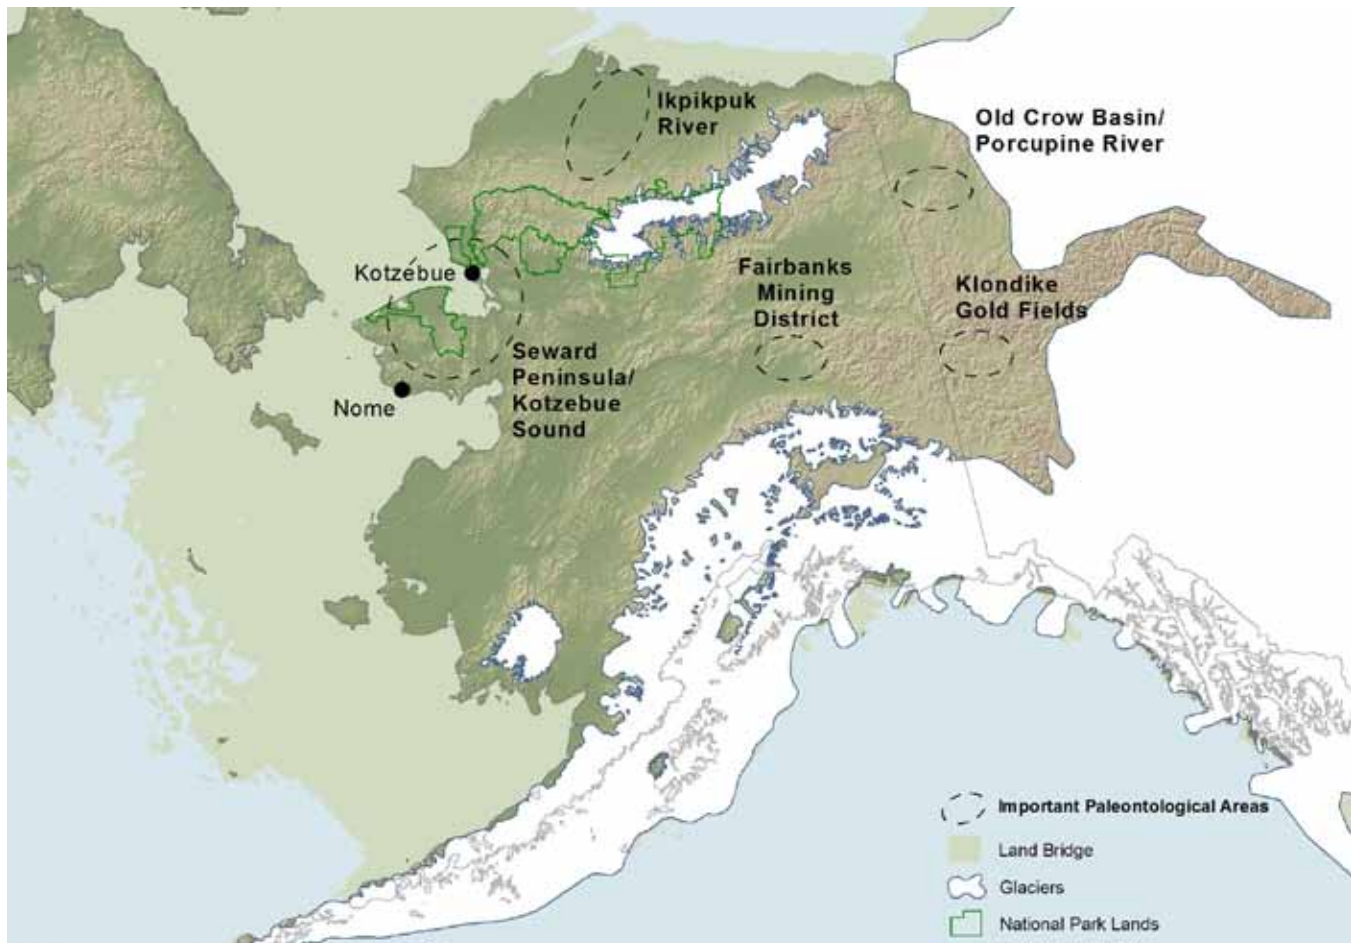 Ikpikpuk
River
Old Crow Basin/
Porcupine River
Kotzebue
Fairbanks
Mining
District
Klondike
Gold Fields
Seward
Peninsula/
Kotzebue
Sound
Nome
Important Paleontological Areas
Land Bridge
Glaciers
National Park Lands